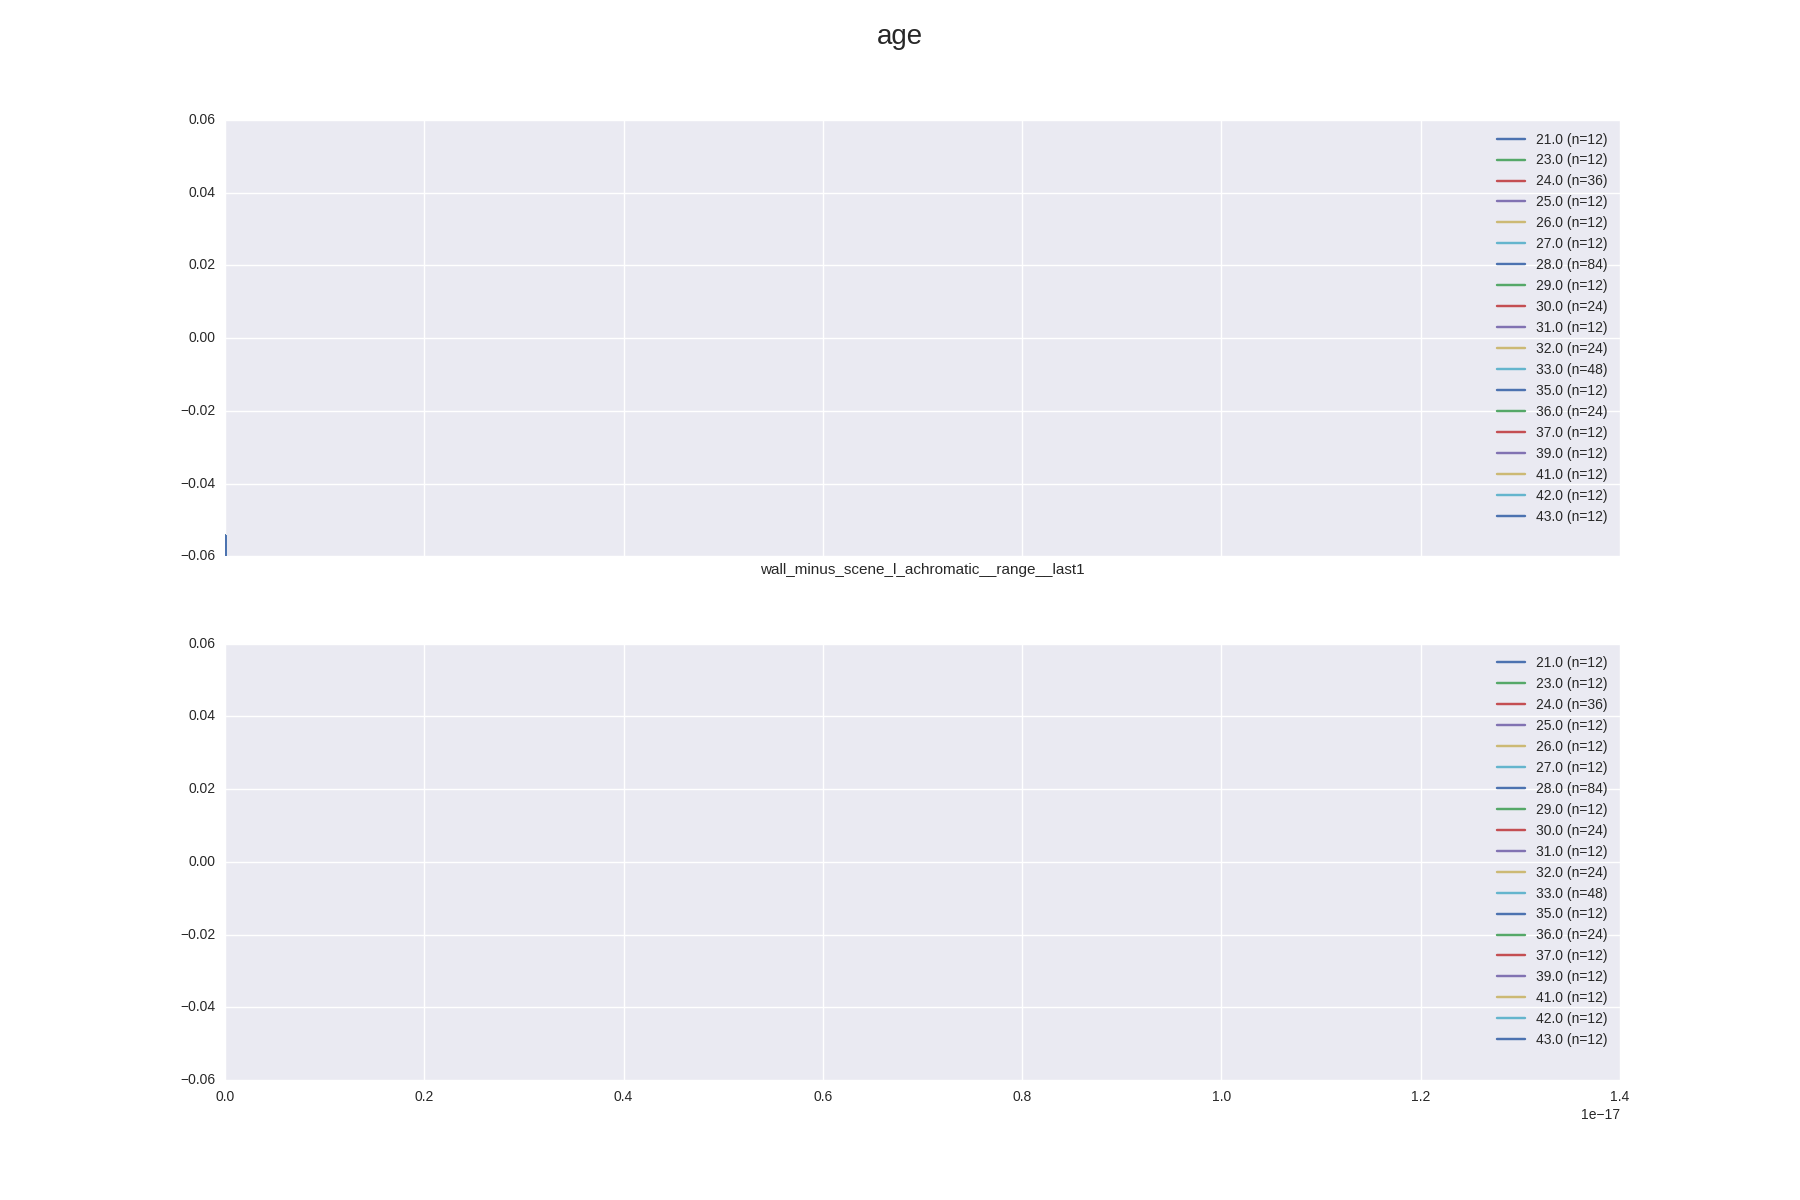 age
0.06
0.04
0.02
0.00
−0.02
−0.04
−0.06
21.0 (n=12)
23.0 (n=12)
24.0 (n=36)
25.0 (n=12)
26.0 (n=12)
27.0 (n=12)
28.0 (n=84)
29.0 (n=12)
30.0 (n=24)
31.0 (n=12)
32.0 (n=24)
33.0 (n=48)
35.0 (n=12)
36.0 (n=24)
37.0 (n=12)
39.0 (n=12)
41.0 (n=12)
42.0 (n=12)
43.0 (n=12)
wall_minus_scene_l_achromatic__range__last1
0.06
0.04
0.02
0.00
−0.02
−0.04
−0.06
21.0 (n=12)
23.0 (n=12)
24.0 (n=36)
25.0 (n=12)
26.0 (n=12)
27.0 (n=12)
28.0 (n=84)
29.0 (n=12)
30.0 (n=24)
31.0 (n=12)
32.0 (n=24)
33.0 (n=48)
35.0 (n=12)
36.0 (n=24)
37.0 (n=12)
39.0 (n=12)
41.0 (n=12)
42.0 (n=12)
43.0 (n=12)
0.0 0.2 0.4 0.6 0.8 1.0 1.2 1.4
1e−17